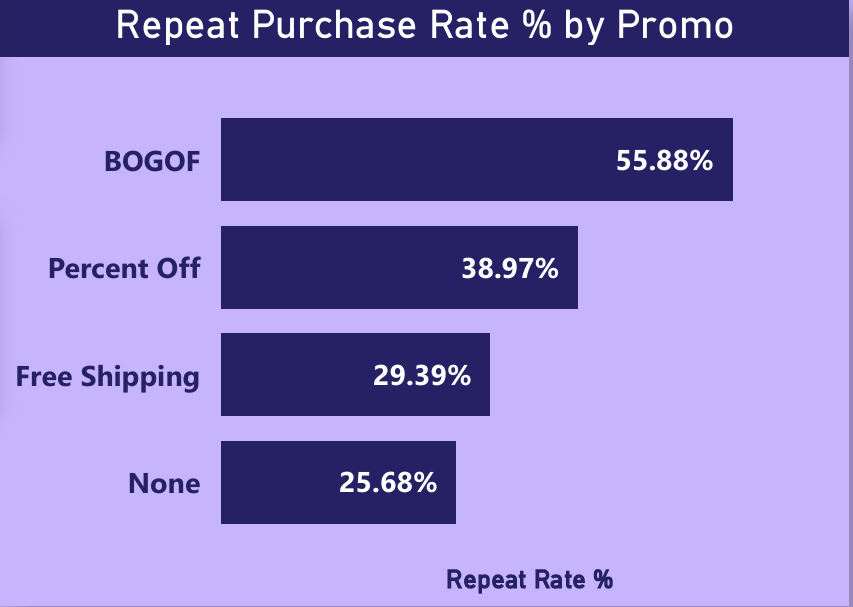 Repeat Purchase Rate % by Promo
BOGOF 55.88%
Percent Off 38.97%
Free Shipping 29.39%
None 25.68%
Repeat Rate %